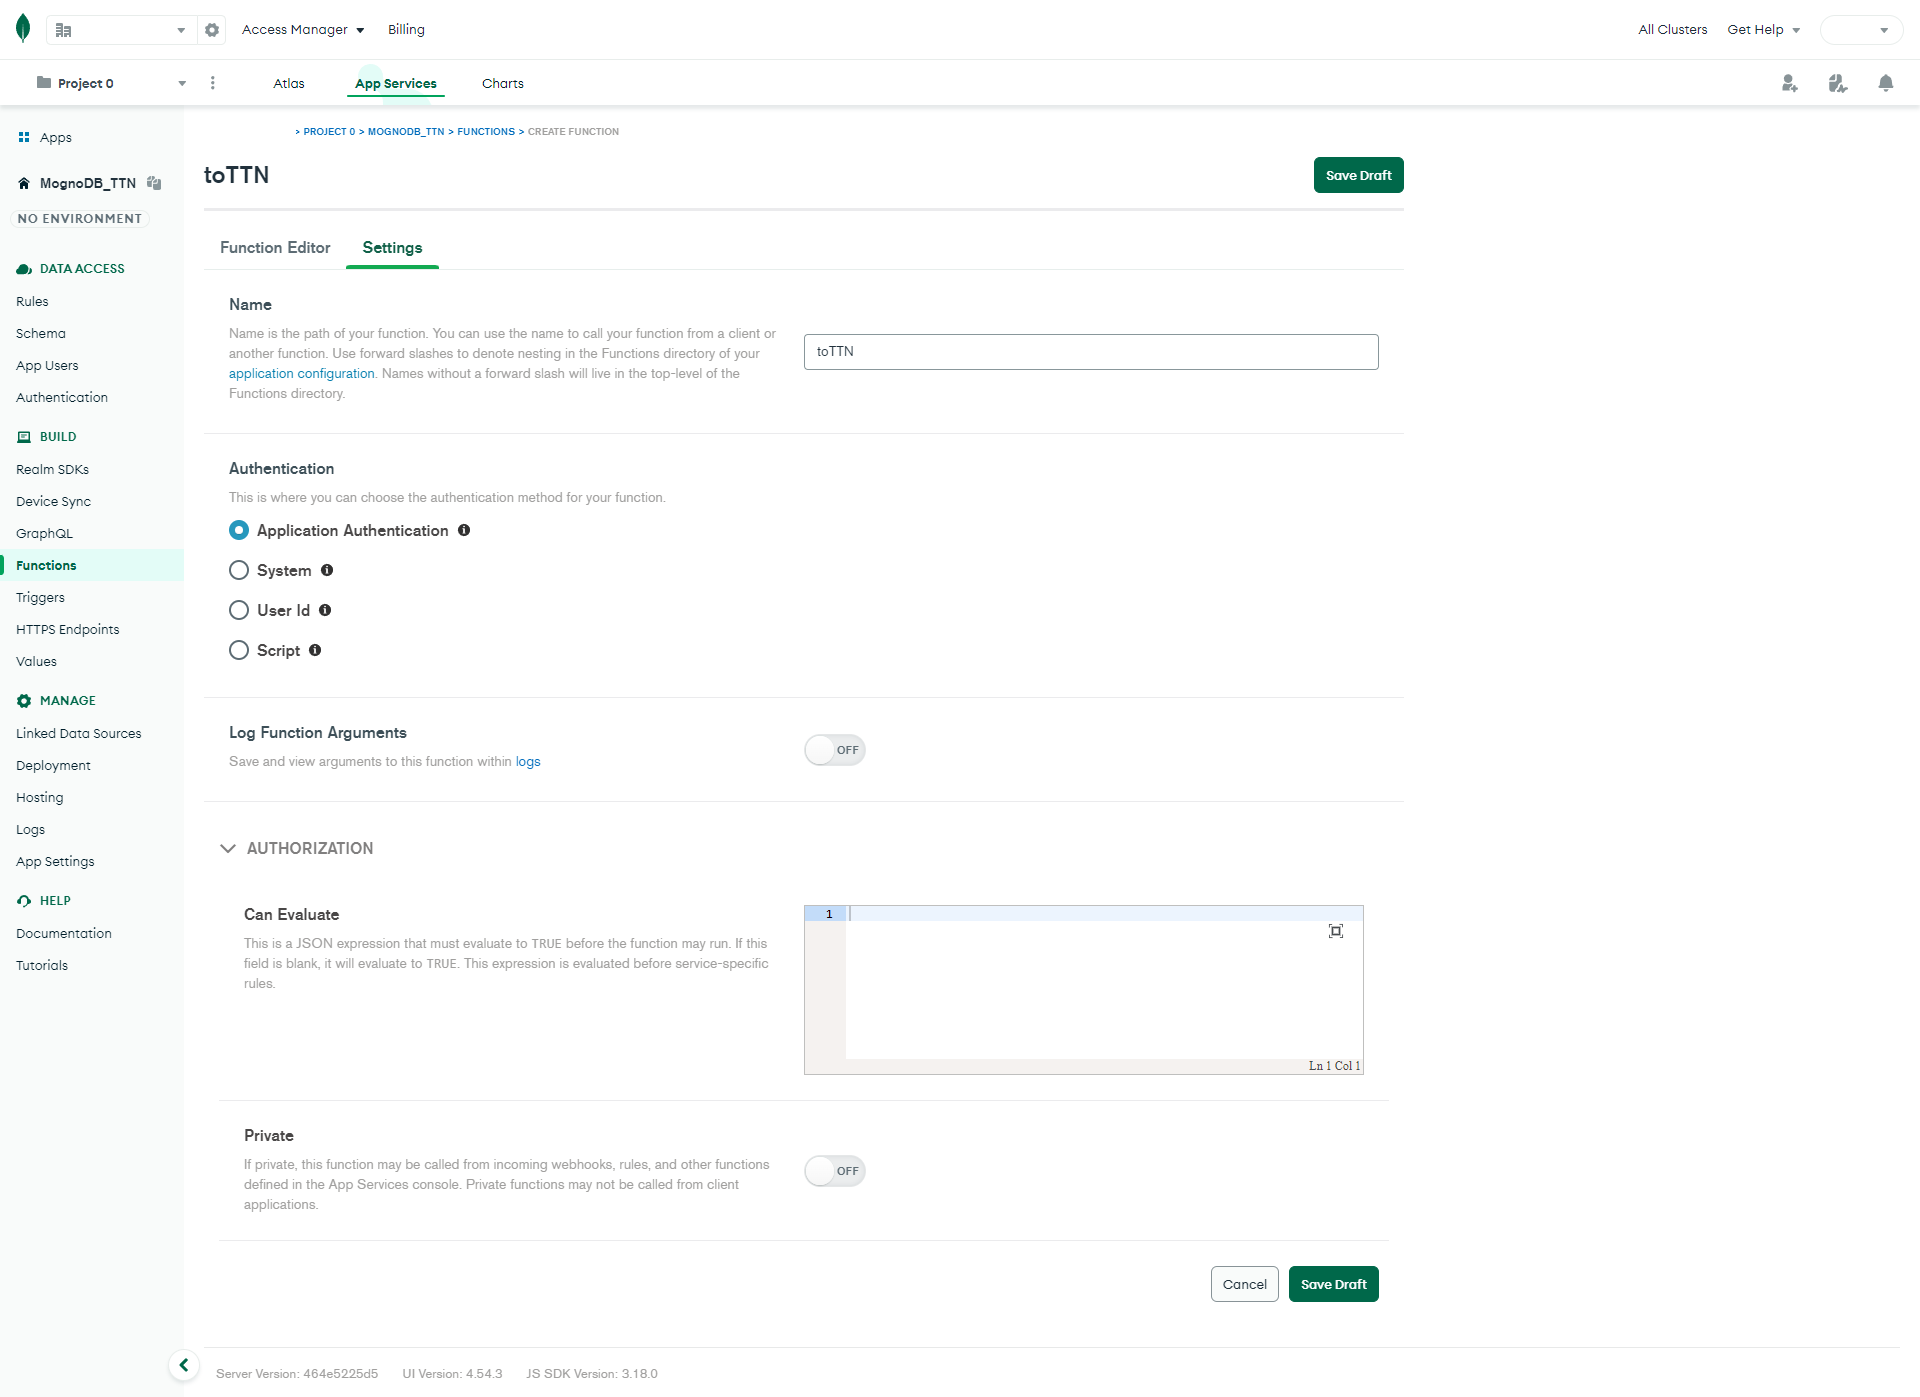 Access Manager
Billing
All Clusters
Get Help
Project 0
Atlas
App Services
Charts
Apps
MognoDB_TTN
NO ENVIRONMENT
DATA ACCESS
Rules
Schema
App Users
Authentication
BUILD
Realm SDKs
Device Sync
GraphQL
Functions
Triggers
HTTPS Endpoints
Values
MANAGE
Linked Data Sources
Deployment
Hosting
Logs
App Settings
HELP
Documentation
Tutorials
> PROJECT 0 > MOGNODB_TTN > FUNCTIONS > CREATE FUNCTION
toTTN
Save Draft
Function Editor
Settings
Name
Name is the path of your function. You can use the name to call your function from a client or
another function. Use forward slashes to denote nesting in the Functions directory of your
application configuration. Names without a forward slash will live in the top-level of the
Functions directory.
toTTN
Authentication
This is where you can choose the authentication method for your function.
Application Authentication
System
User Id
Script
Log Function Arguments
Save and view arguments to this function within logs
OFF
AUTHORIZATION
Can Evaluate
This is a JSON expression that must evaluate to TRUE before the function may run. If this
field is blank, it will evaluate to TRUE. This expression is evaluated before service-specific
rules.
1
Ln 1 Col 1
Private
If private, this function may be called from incoming webhooks, rules, and other functions
defined in the App Services console. Private functions may not be called from client
applications.
OFF
Cancel
Save Draft
Server Version: 464e5225d5
UI Version: 4.54.3
JS SDK Version: 3.18.0